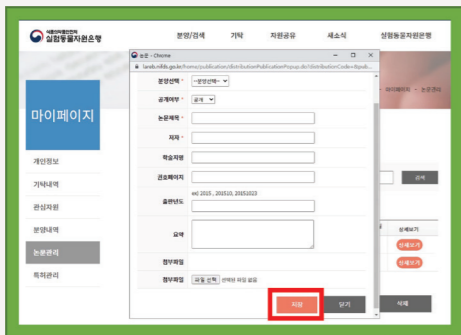 식품의약품안전처
실험동물자원은행
분양/검색
기탁
자원공유
새소식
실험동물자원은행
논문 - Chrome
마이페이지
개인정보
기탁내역
관심자원
분양내역
논문관리
특허관리
마이페이지 - 논문관리
분양선택 *
--분양선택--
공개여부 *
공개
논문제목 *
저자 *
학술지명
권호페이지
출판년도
ex) 2015 , 201510, 20151023
요약
첨부파일
첨부파일
파일 선택 선택된 파일 없음
저장
닫기
검색
상세보기
상세보기
상세보기
삭제